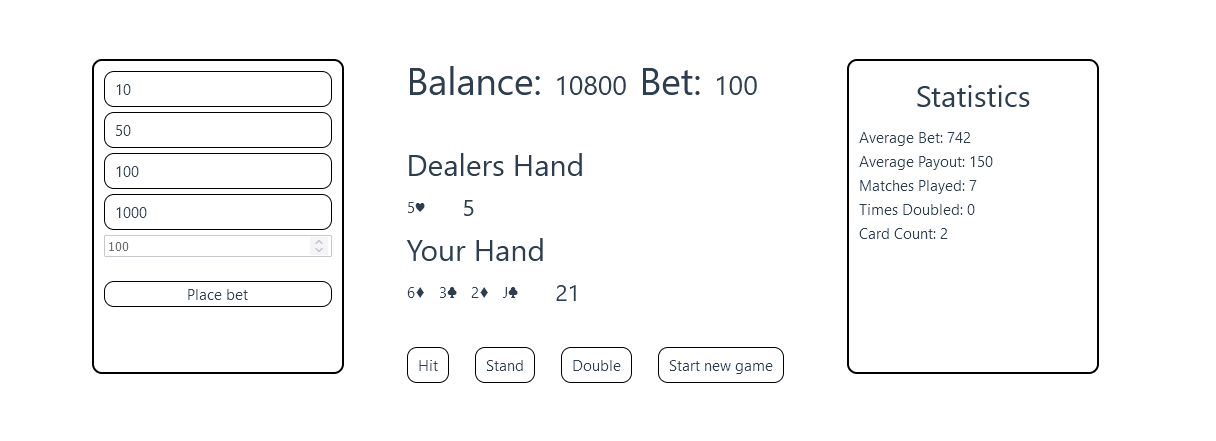 10
50
100
1000
100
Place bet
Balance: 10800 Bet: 100
Dealers Hand
5♥ 5
Your Hand
6♦ 3♣ 2♦ J♣ 21
Hit Stand Double Start new game
Statistics
Average Bet: 742
Average Payout: 150
Matches Played: 7
Times Doubled: 0
Card Count: 2